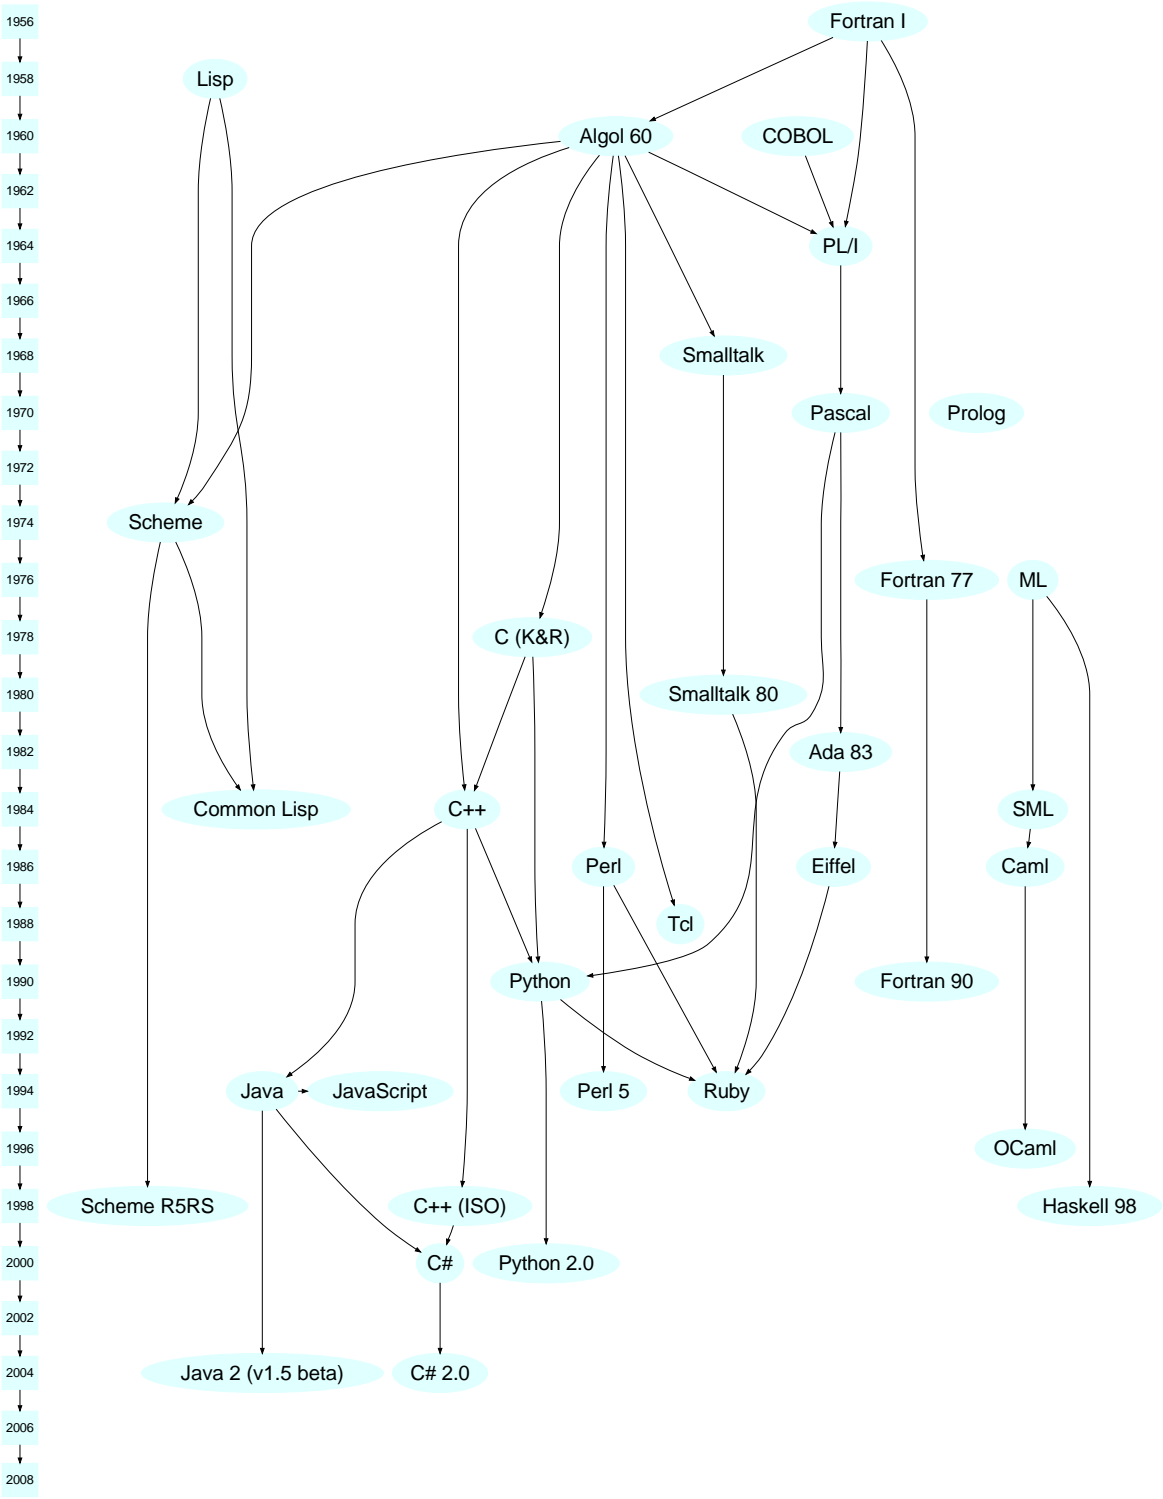 1956
Fortran I
1958
Lisp
1960
Algol 60
COBOL
1962
1964
PL/I
1966
1968
Smalltalk
1970
Pascal
Prolog
1972
1974
Scheme
1976
Fortran 77
ML
1978
C (K&R)
1980
Smalltalk 80
1982
Ada 83
1984
Common Lisp
C++
SML
1986
Perl
Eiffel
Caml
1988
Tcl
1990
Python
Fortran 90
1992
1994
Java
JavaScript
Perl 5
Ruby
1996
OCaml
1998
Scheme R5RS
C++ (ISO)
Haskell 98
2000
C#
Python 2.0
2002
2004
Java 2 (v1.5 beta)
C# 2.0
2006
2008